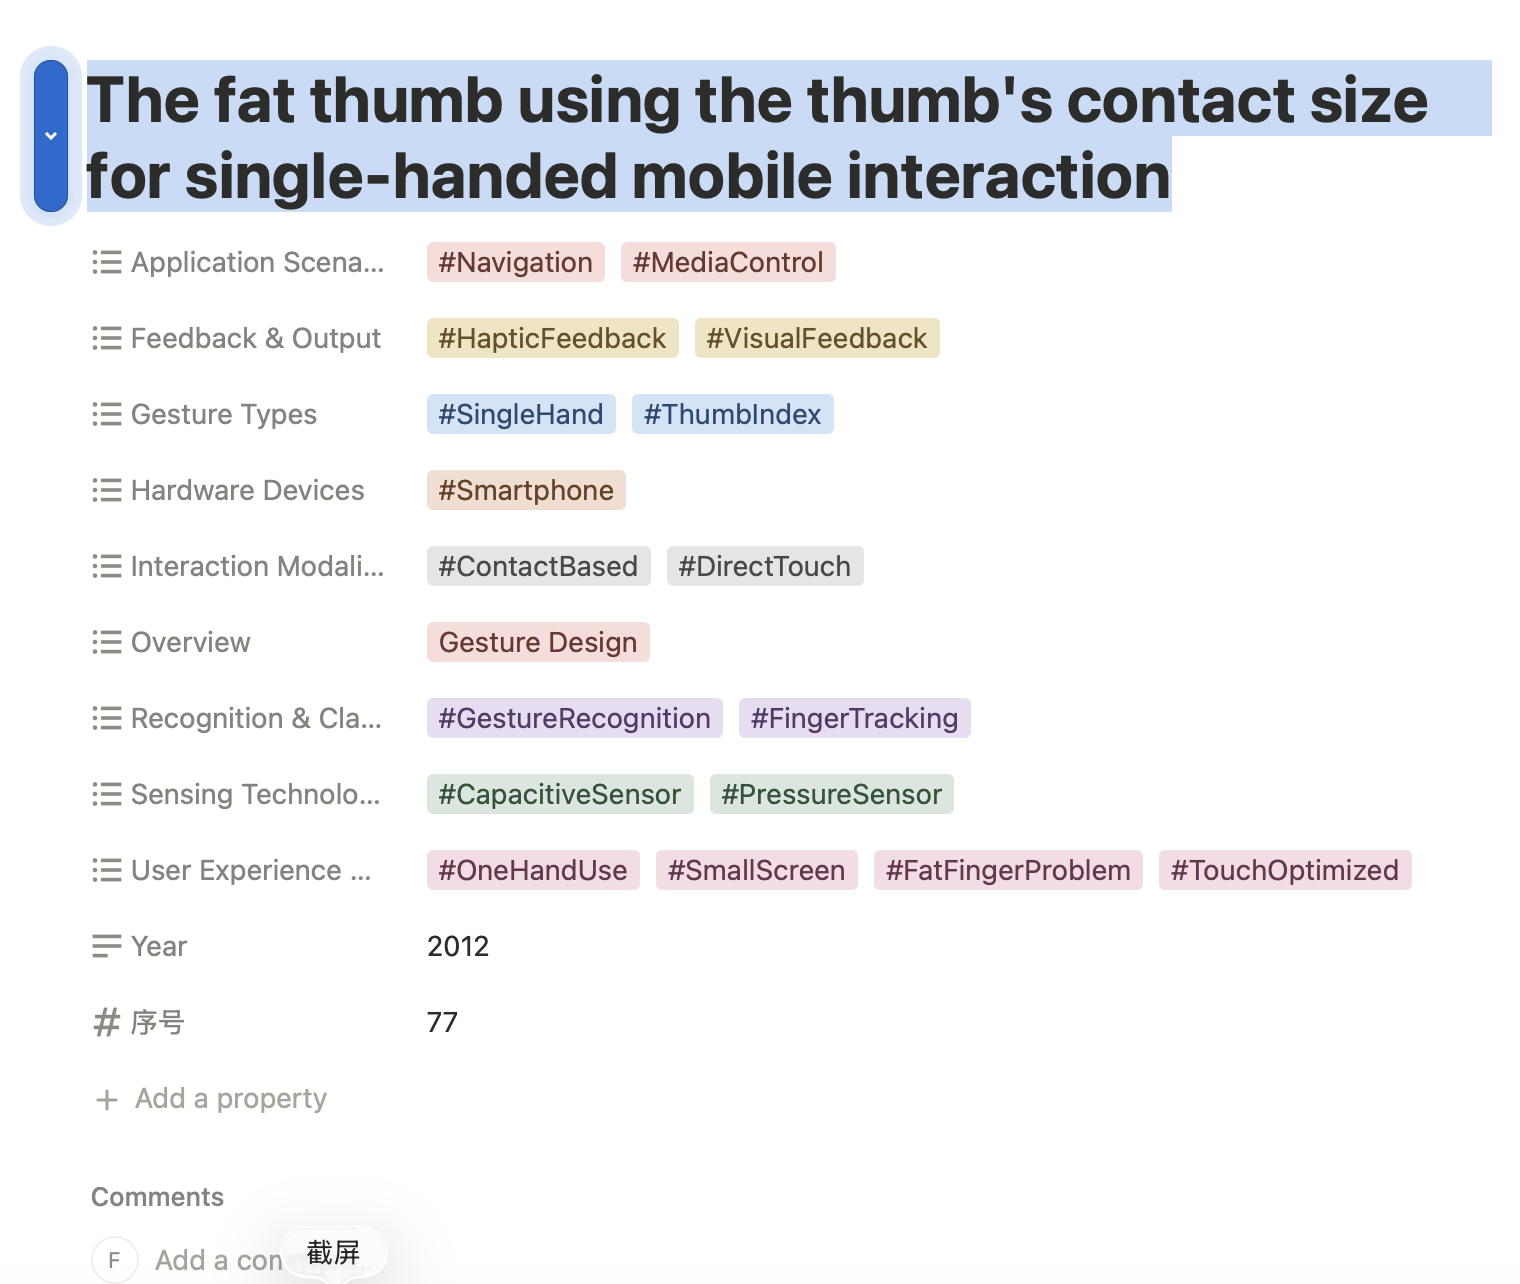 The fat thumb using the thumb's contact size
for single-handed mobile interaction
Application Scena... #Navigation #MediaControl
Feedback & Output #HapticFeedback #VisualFeedback
Gesture Types #SingleHand #ThumbIndex
Hardware Devices #Smartphone
Interaction Modali... #ContactBased #DirectTouch
Overview Gesture Design
Recognition & Cla... #GestureRecognition #FingerTracking
Sensing Technolo... #CapacitiveSensor #PressureSensor
User Experience ... #OneHandUse #SmallScreen #FatFingerProblem #TouchOptimized
Year 2012
# 序号 77
+ Add a property
Comments
F Add a con
截屏